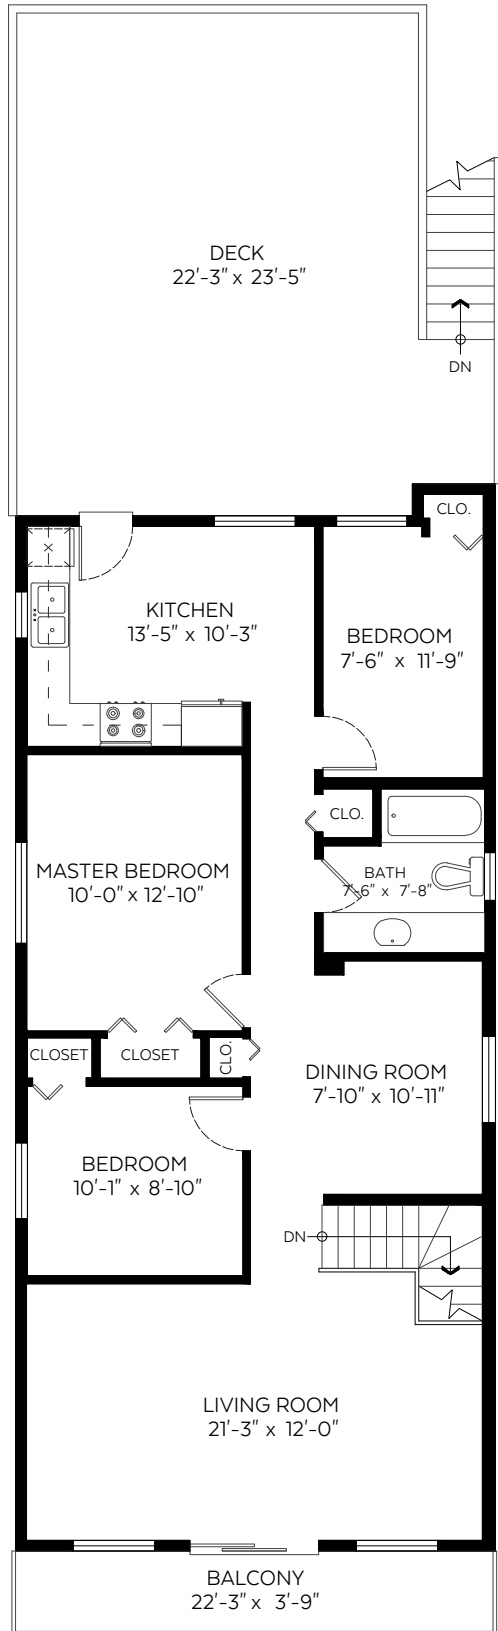 DECK
22'-3" x 23'-5"
DN
CLO.
KITCHEN
13'-5" x 10'-3"
BEDROOM
7'-6" x 11'-9"
CLO.
MASTER BEDROOM
10'-0" x 12'-10"
BATH
7'-6" x 7'-8"
CLOSET
CLOSET
CLO.
DINING ROOM
7'-10" x 10'-11"
BEDROOM
10'-1" x 8'-10"
DN
LIVING ROOM
21'-3" x 12'-0"
BALCONY
22'-3" x 3'-9"